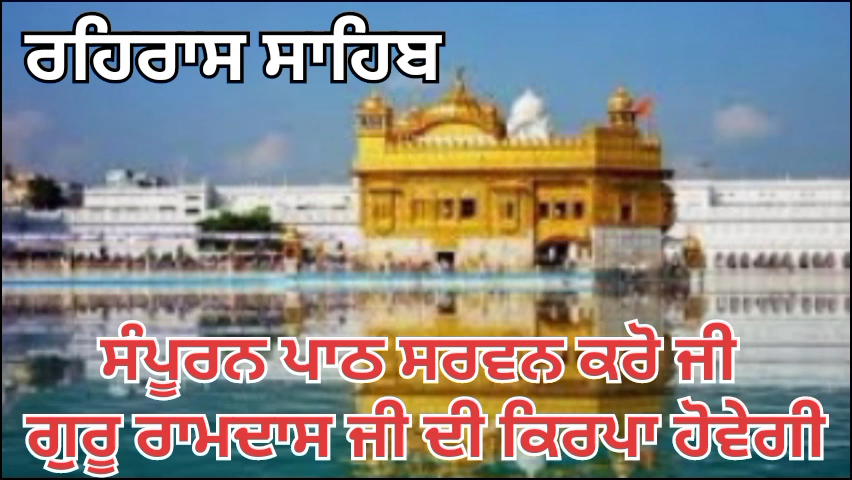 ਰਹਿਰਾਸ ਸਾਹਿਬ
ਸੰਪੂਰਨ ਪਾਠ ਸਰਵਨ ਕਰੋ ਜੀ
ਗੁਰੂ ਰਾਮਦਾਸ ਜੀ ਦੀ ਕਿਰਪਾ ਹੋਵੇਗੀ